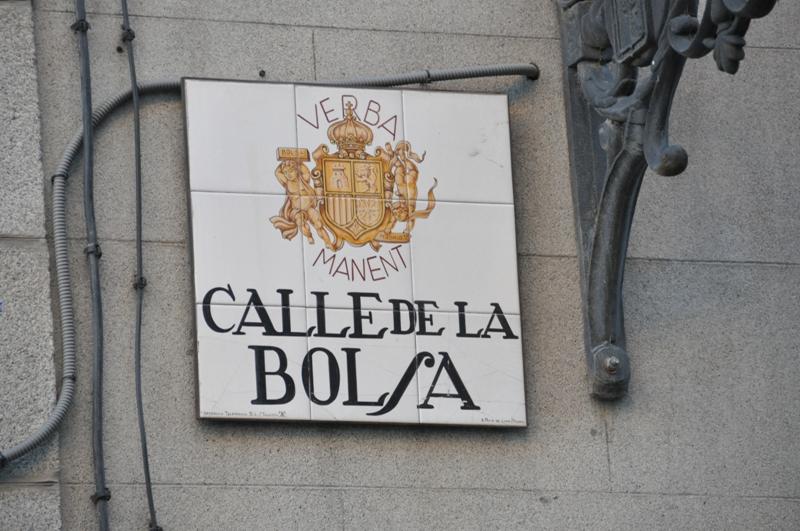 VERBA
BOLSA
MANENT
CALLE DE LA
BOLSA